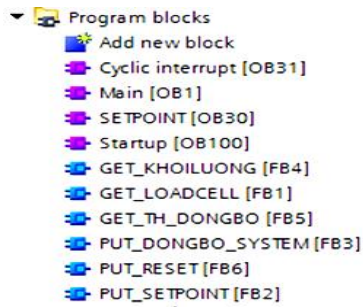 Program blocks
Add new block
Cyclic interrupt [OB31]
Main [OB1]
SETPOINT [OB30]
Startup [OB100]
GET_KHOILUONG [FB4]
GET_LOADCELL [FB1]
GET_TH_DONGBO [FB5]
PUT_DONGBO_SYSTEM [FB3]
PUT_RESET [FB6]
PUT_SETPOINT [FB2]